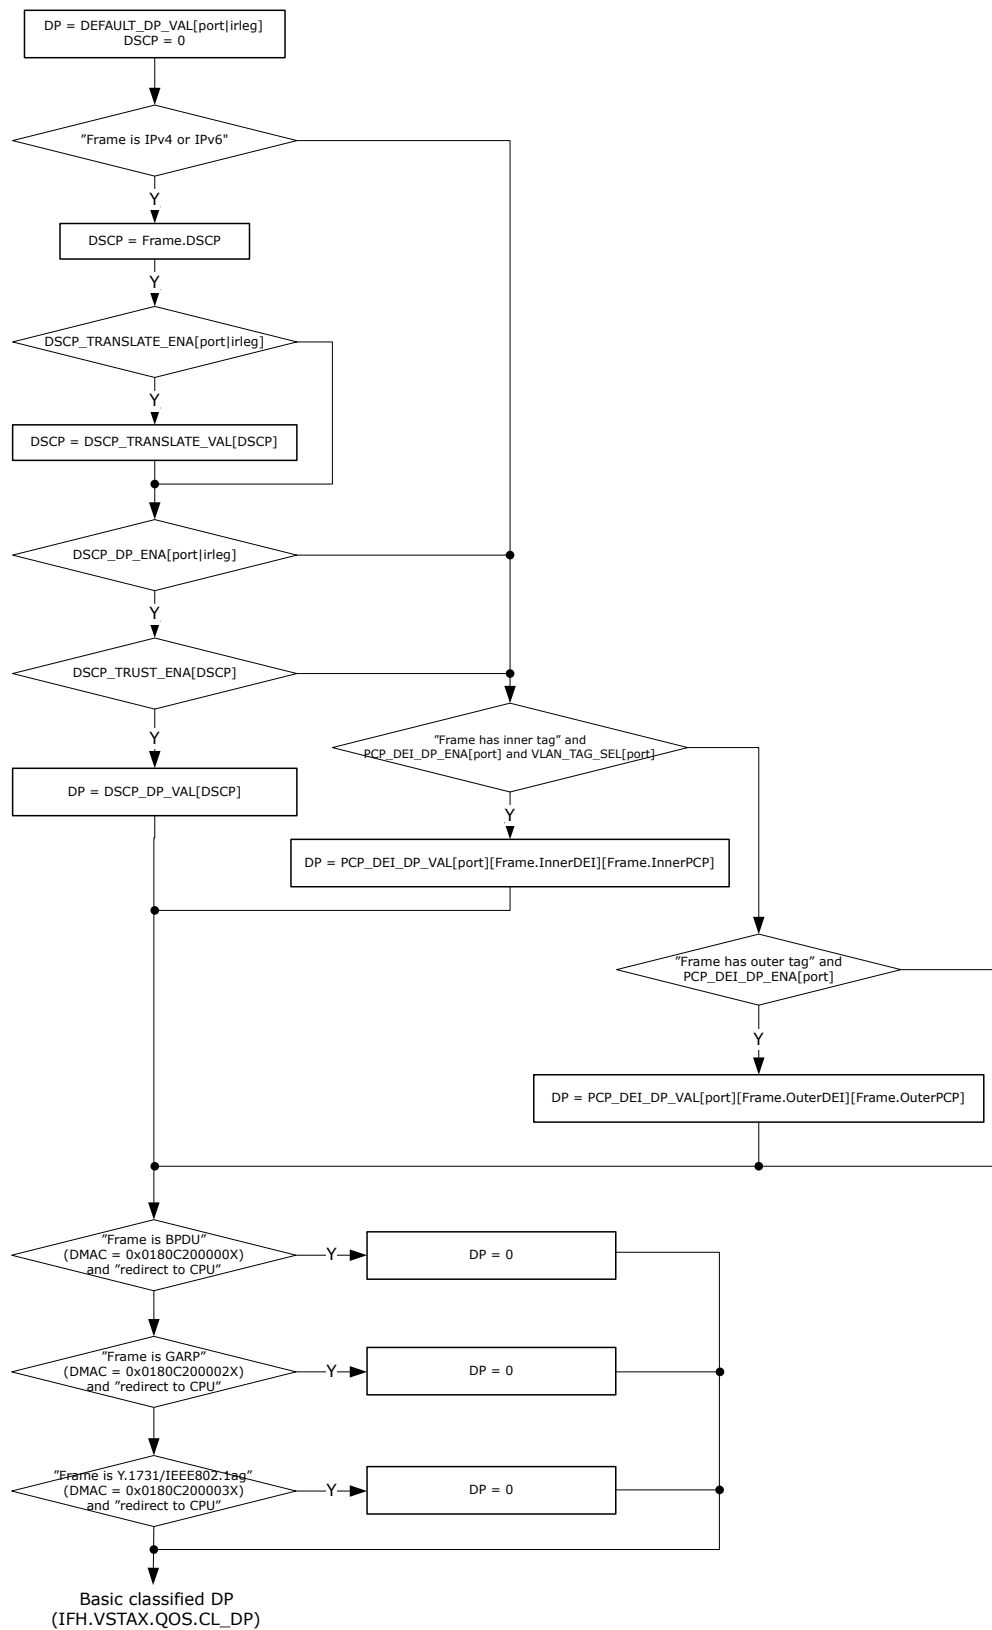 DP = DEFAULT_DP_VAL[port|irleg]
DSCP = 0
”Frame is IPv4 or IPv6"
Y
DSCP = Frame.DSCP
Y
DSCP_TRANSLATE_ENA[port|irleg]
Y
DSCP = DSCP_TRANSLATE_VAL[DSCP]
DSCP_DP_ENA[port|irleg]
Y
DSCP_TRUST_ENA[DSCP]
Y
”Frame has inner tag” and
PCP_DEI_DP_ENA[port] and VLAN_TAG_SEL[port]
DP = DSCP_DP_VAL[DSCP]
Y
DP = PCP_DEI_DP_VAL[port][Frame.InnerDEI][Frame.InnerPCP]
”Frame has outer tag” and
PCP_DEI_DP_ENA[port]
Y
DP = PCP_DEI_DP_VAL[port][Frame.OuterDEI][Frame.OuterPCP]
”Frame is BPDU”
(DMAC = 0x0180C200000X)
and ”redirect to CPU”
Y
DP = 0
”Frame is GARP”
(DMAC = 0x0180C200002X)
and ”redirect to CPU”
Y
DP = 0
”Frame is Y.1731/IEEE802.1ag”
(DMAC = 0x0180C200003X)
and ”redirect to CPU”
Y
DP = 0
Basic classified DP
(IFH.VSTAX.QOS.CL_DP)